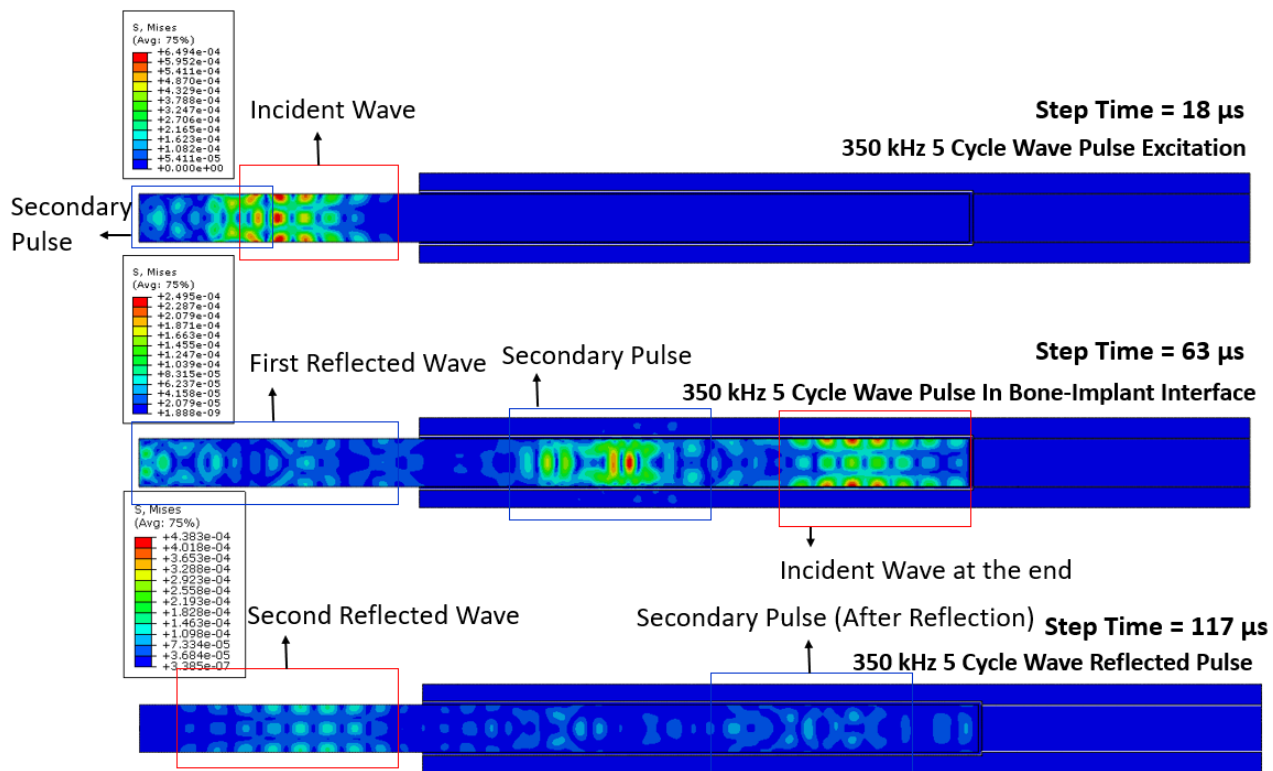 S, Mises
(Avg: 75%)
+6.494e-04
+5.952e-04
+5.411e-04
+4.870e-04
+4.329e-04
+3.788e-04
+3.247e-04
+2.706e-04
+2.165e-04
+1.623e-04
+1.082e-04
+5.411e-05
+0.000e+00
Incident Wave
Step Time = 18 µs
350 kHz 5 Cycle Wave Pulse Excitation
Secondary
Pulse
S, Mises
(Avg: 75%)
+2.495e-04
+2.287e-04
+2.079e-04
+1.871e-04
+1.663e-04
+1.455e-04
+1.247e-04
+1.039e-04
+8.315e-05
+6.237e-05
+4.158e-05
+2.079e-05
+1.888e-09
First Reflected Wave
Secondary Pulse
Step Time = 63 µs
350 kHz 5 Cycle Wave Pulse In Bone-Implant Interface
Incident Wave at the end
S, Mises
(Avg: 75%)
+4.383e-04
+4.018e-04
+3.653e-04
+3.288e-04
+2.923e-04
+2.558e-04
+2.193e-04
+1.828e-04
+1.463e-04
+1.098e-04
+7.334e-05
+3.684e-05
+3.385e-07
Second Reflected Wave
Secondary Pulse (After Reflection)
Step Time = 117 µs
350 kHz 5 Cycle Wave Reflected Pulse